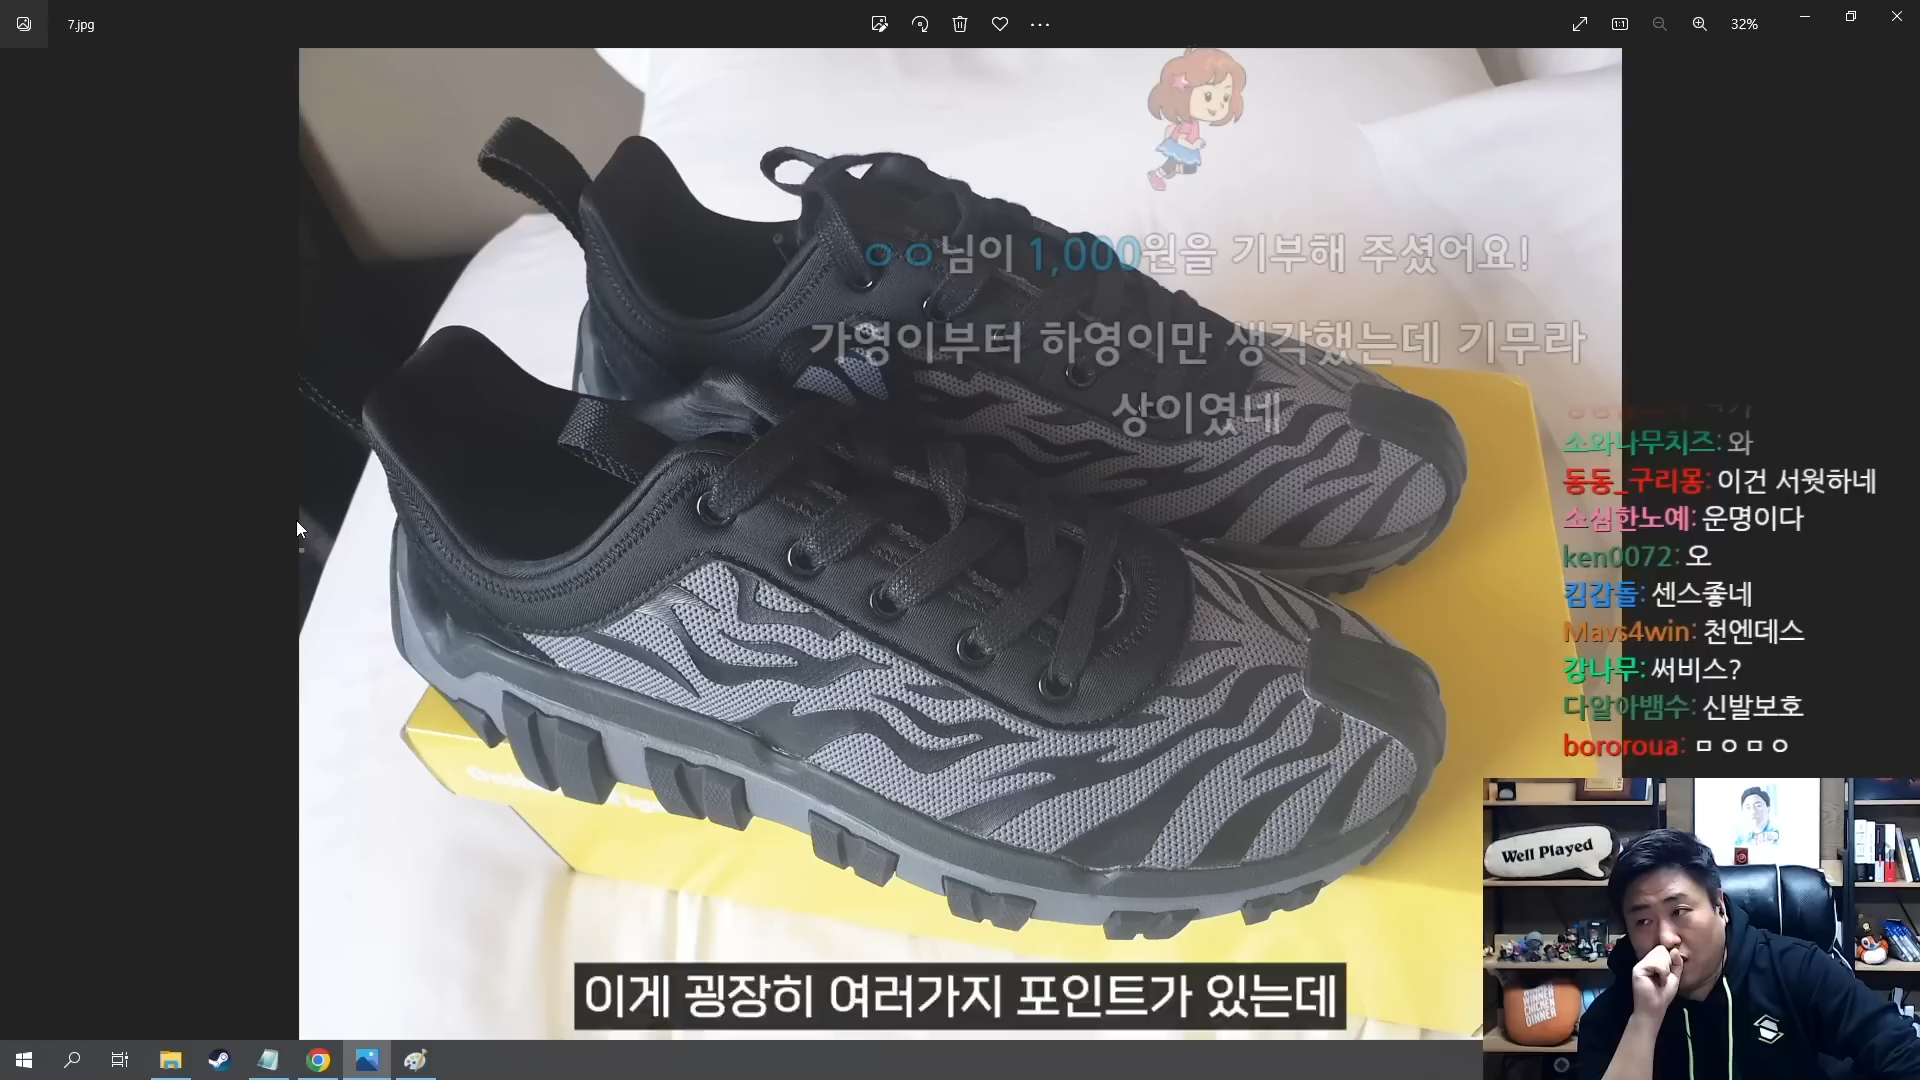 7.jpg
32%
ㅇㅇ님이 1,000원을 기부해 주셨어요!
가영이부터 하영이만 생각했는데 기무라
상이였네
소와나무치즈: 와
동동_구리몽: 이건 서윗하네
소심한노예: 운명이다
ken0072: 오
킴갑돌: 센스좋네
Mavs4win: 천엔데스
강나무: 써비스?
다알아뱀수: 신발보호
bororoua: ㅁㅇㅁㅇ
Well Played
WINNER
WINNER
CHICKEN
DINNER
이게 굉장히 여러가지 포인트가 있는데